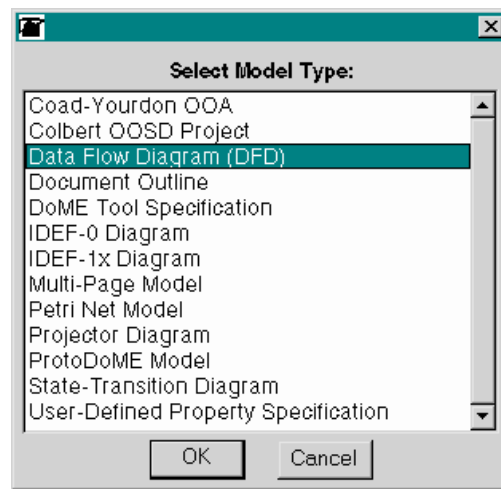 Select Model Type:
Coad-Yourdon OOA
Colbert OOSD Project
Data Flow Diagram (DFD)
Document Outline
DoME Tool Specification
IDEF-0 Diagram
IDEF-1x Diagram
Multi-Page Model
Petri Net Model
Projector Diagram
ProtoDoME Model
State-Transition Diagram
User-Defined Property Specification
OK Cancel